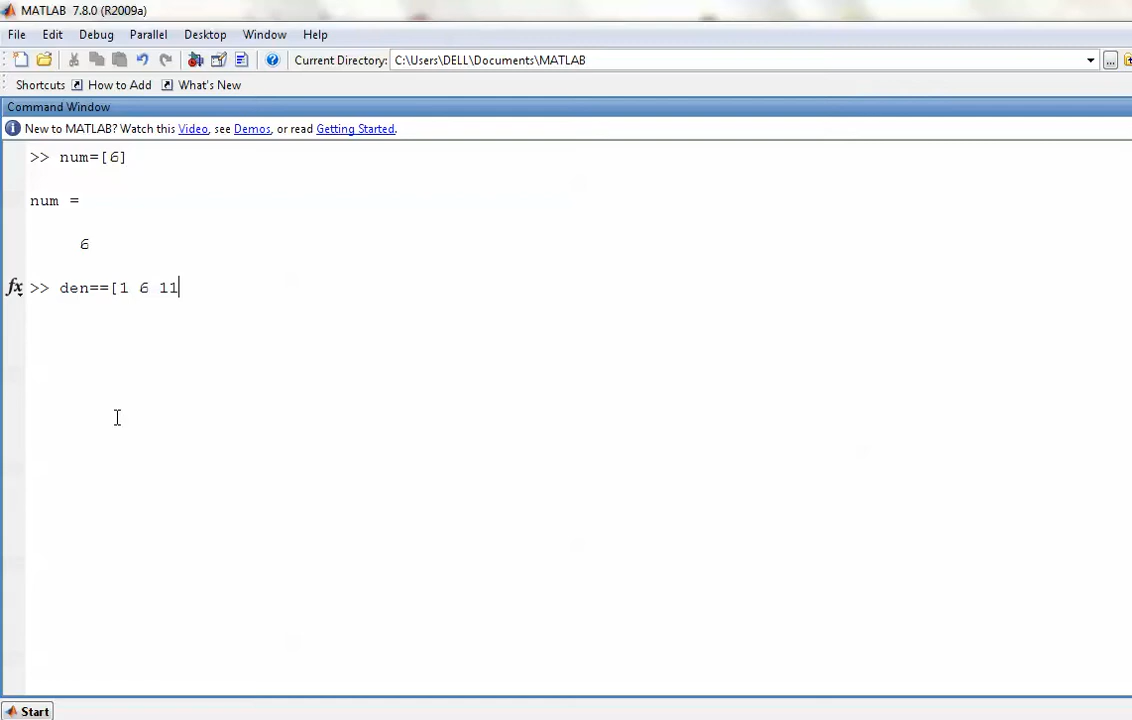 MATLAB 7.8.0 (R2009a)
File Edit Debug Parallel Desktop Window Help
Current Directory: C:\Users\DELL\Documents\MATLAB ...
Shortcuts How to Add What's New
Command Window
New to MATLAB? Watch this Video, see Demos, or read Getting Started.
>> num=[6]
num =
6
fx >> den==[1 6 11
Start